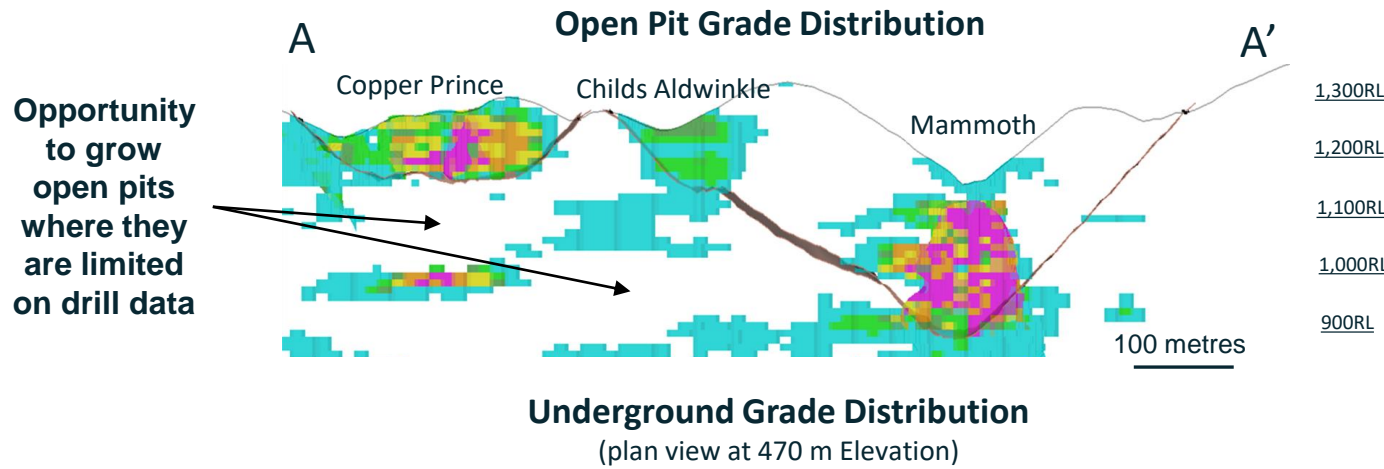 Open Pit Grade Distribution
A
A'
Copper Prince
Childs Aldwinkle
Mammoth
Opportunity
to grow
open pits
where they
are limited
on drill data
1,300RL
1,200RL
1,100RL
1,000RL
900RL
100 metres
Underground Grade Distribution
(plan view at 470 m Elevation)